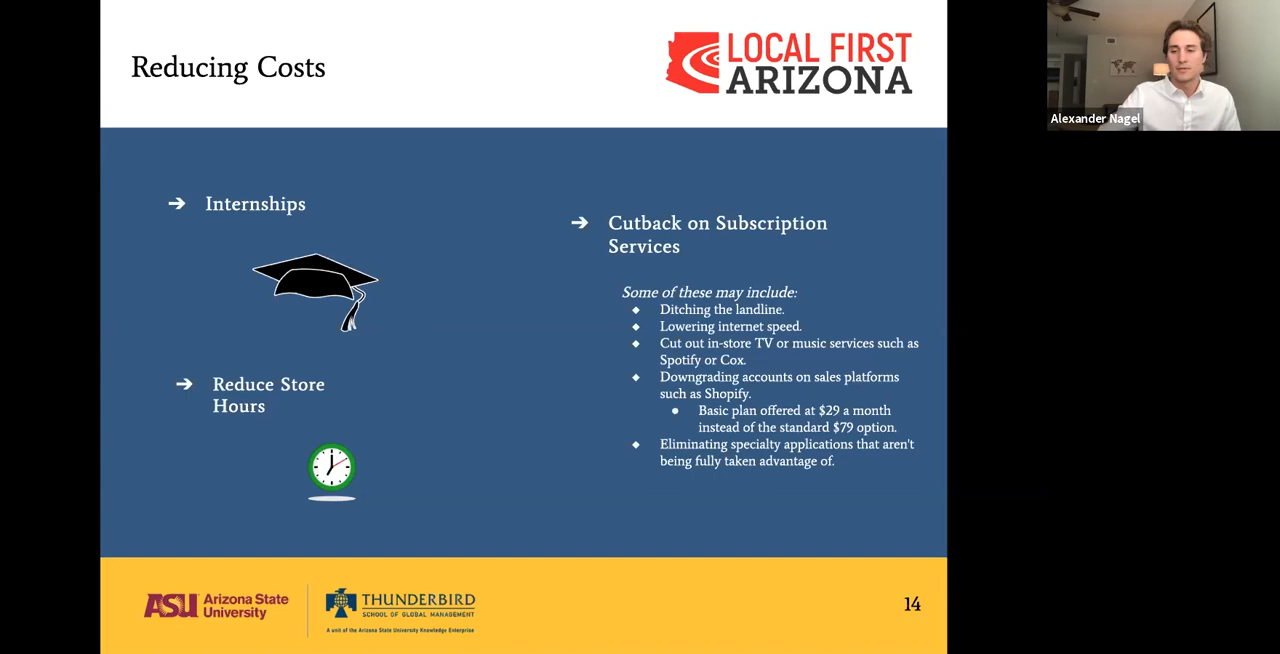 Reducing Costs
LOCAL FIRST
ARIZONA
Alexander Nagel
➔ Internships
➔ Reduce Store
Hours
➔ Cutback on Subscription
Services
Some of these may include:
◆ Ditching the landline.
◆ Lowering internet speed.
◆ Cut out in-store TV or music services such as
Spotify or Cox.
◆ Downgrading accounts on sales platforms
such as Shopify.
● Basic plan offered at $29 a month
instead of the standard $79 option.
◆ Eliminating specialty applications that aren't
being fully taken advantage of.
ASU Arizona State
University
THUNDERBIRD
SCHOOL OF GLOBAL MANAGEMENT
A unit of the Arizona State University Knowledge Enterprise
14